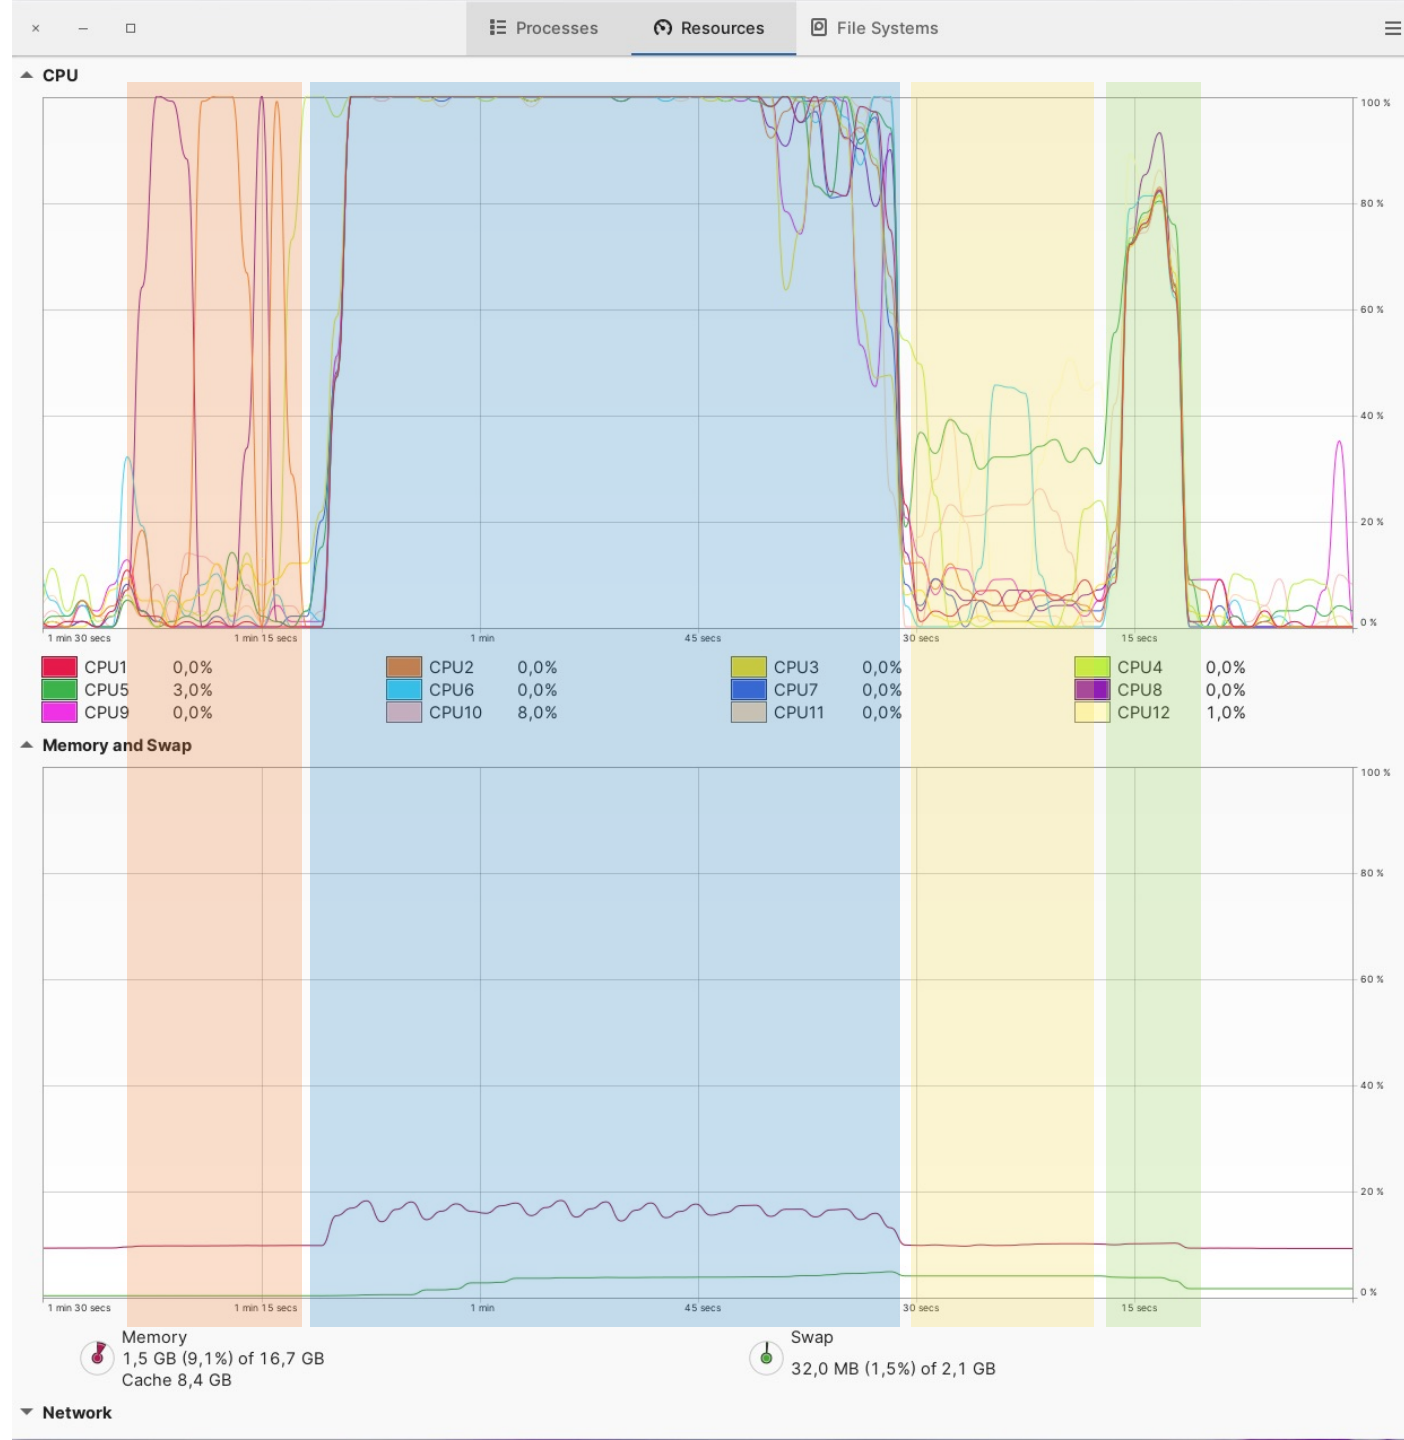 × – □ Processes Resources File Systems
CPU
100 %
80 %
60 %
40 %
20 %
0 %
1 min 30 secs 1 min 15 secs 1 min 45 secs 30 secs 15 secs
CPU1 0,0% CPU2 0,0% CPU3 0,0% CPU4 0,0%
CPU5 3,0% CPU6 0,0% CPU7 0,0% CPU8 0,0%
CPU9 0,0% CPU10 8,0% CPU11 0,0% CPU12 1,0%
Memory and Swap
100 %
80 %
60 %
40 %
20 %
0 %
1 min 30 secs 1 min 15 secs 1 min 45 secs 30 secs 15 secs
Memory
1,5 GB (9,1%) of 16,7 GB
Cache 8,4 GB
Swap
32,0 MB (1,5%) of 2,1 GB
Network